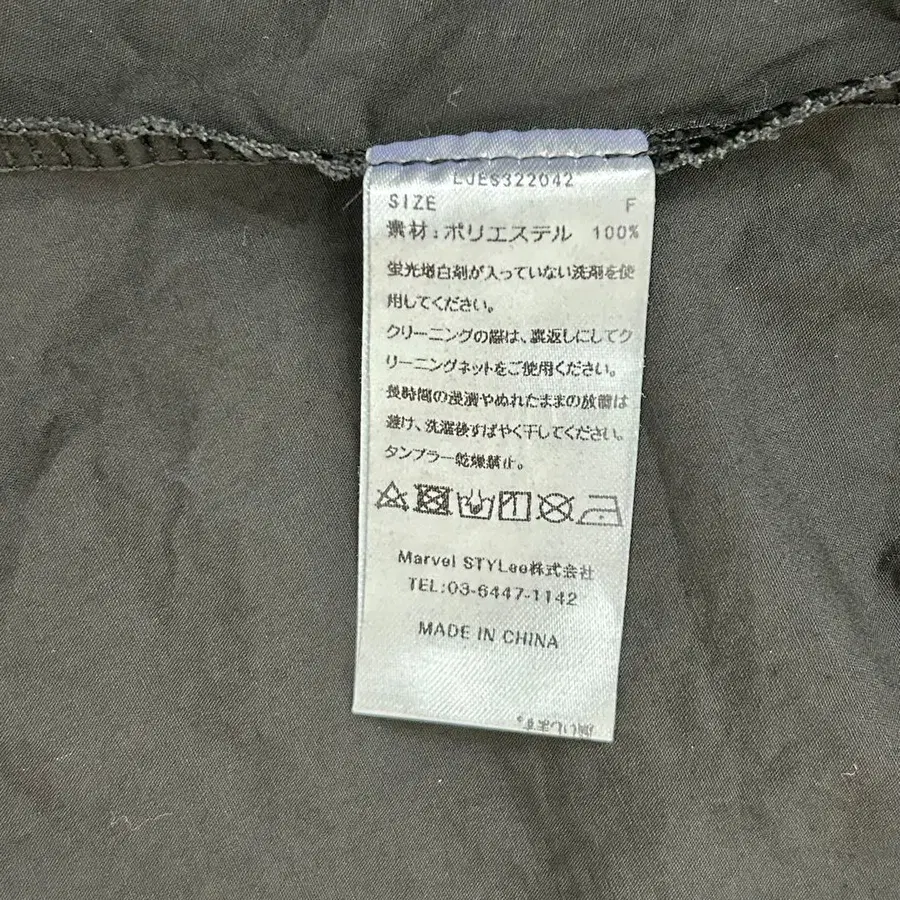 LJES322042
SIZE F
素材:ポリエステル 100%
蛍光増白剤が入っていない洗剤を使
用してください。
クリーニングの際は、裏返しにしてク
リーニングネットをご使用ください。
長時間の浸漬やぬれたままの放置は
避け、洗濯後すばやく干してください。
タンブラー乾燥禁止。
Marvel STYLee株式会社
TEL:03-6447-1142
MADE IN CHINA
します。